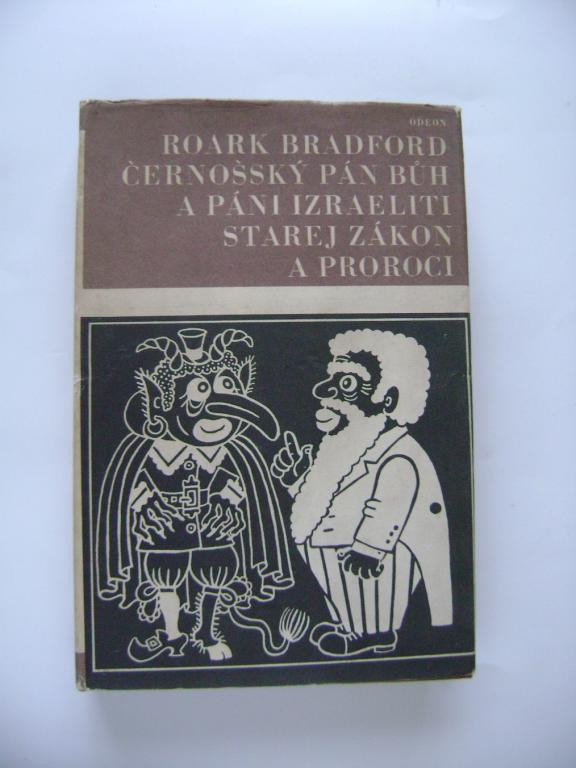 ODEON
ROARK BRADFORD
ČERNOŠSKÝ PÁN BŮH
A PÁNI IZRAELITI
STAREJ ZÁKON
A PROROCI